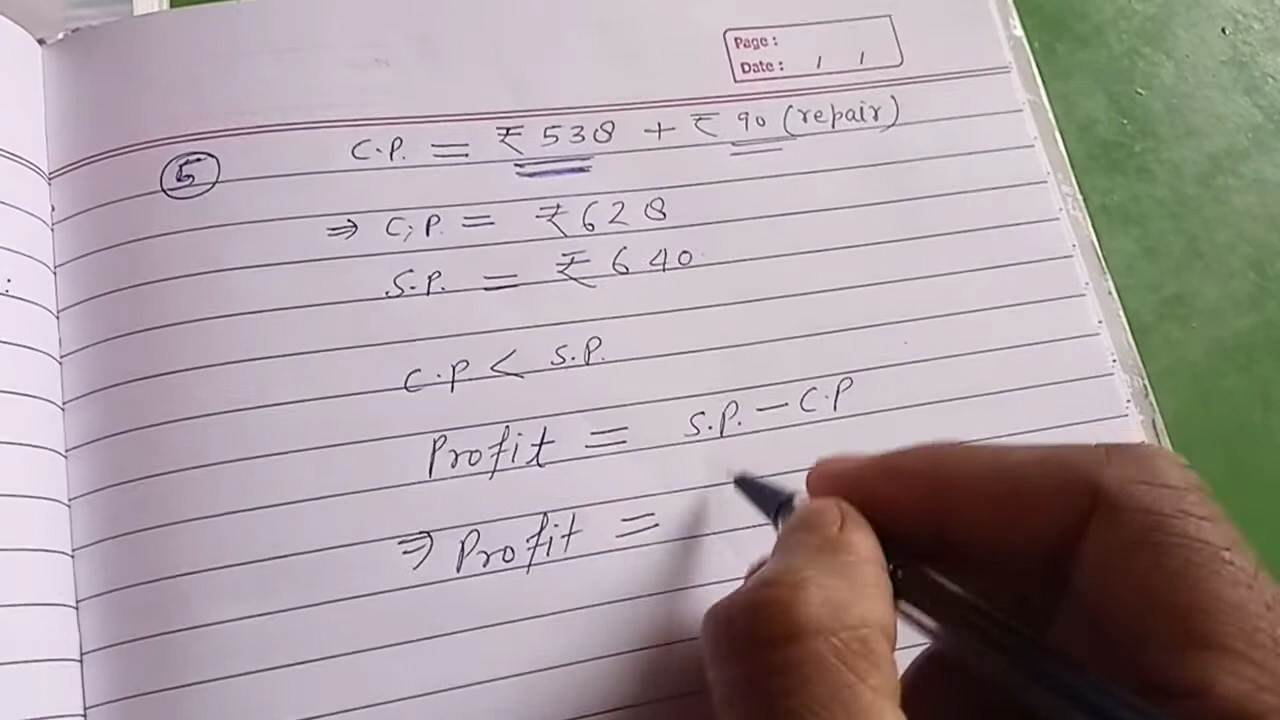 Page :
Date : / /
5 C.P. = ₹ 538 + ₹ 90 (repair)
⇒ C.P. = ₹ 628
S.P. = ₹ 640
C.P < S.P.
Profit = S.P. − C.P
⇒ Profit =